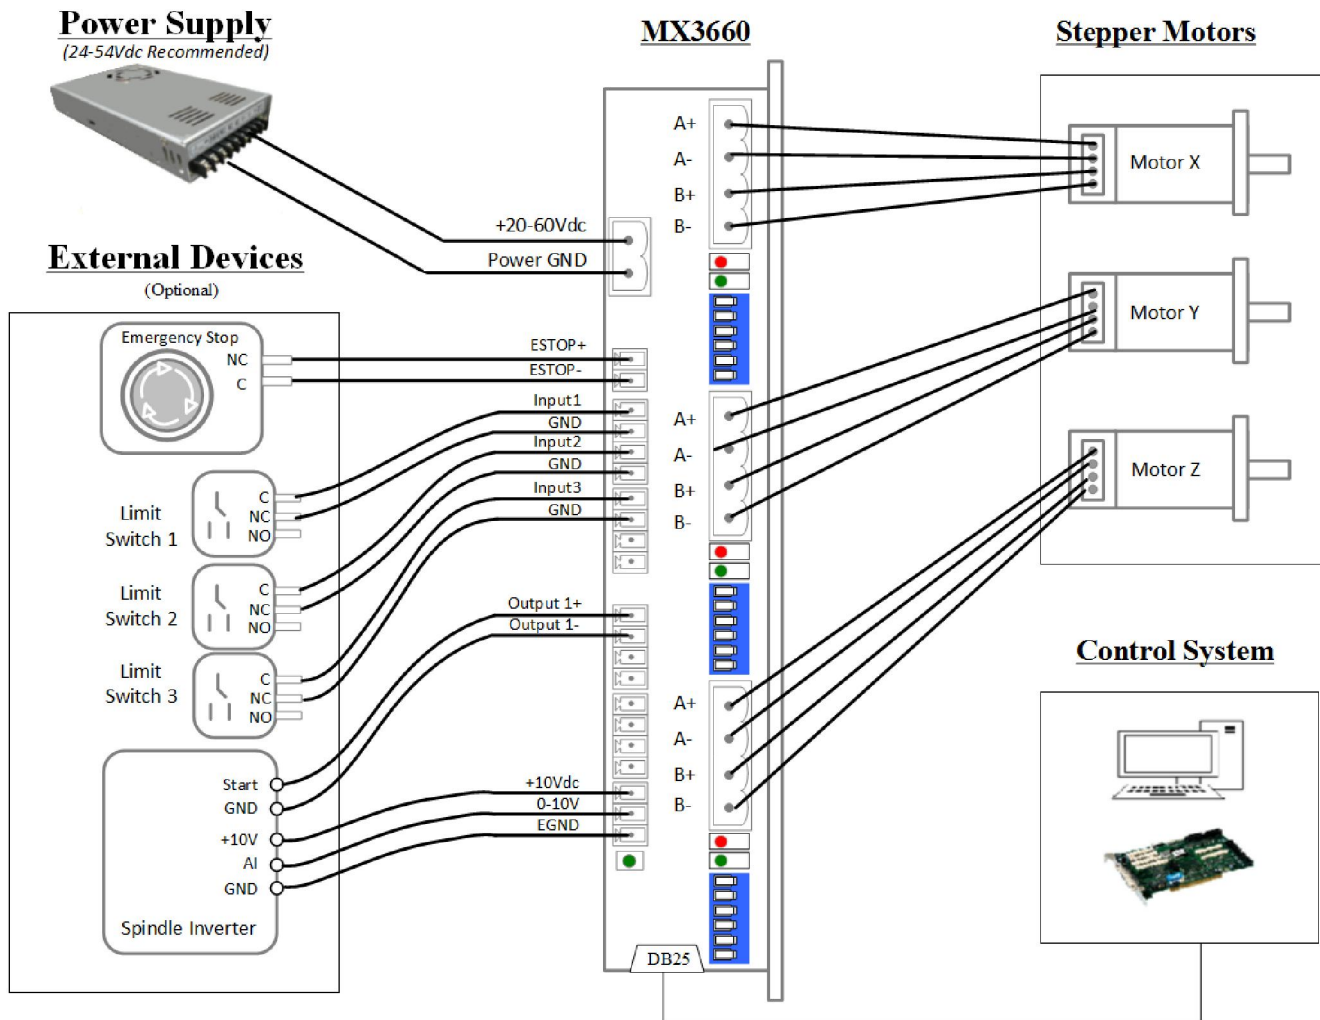 Power Supply
(24-54Vdc Recommended)
MX3660
Stepper Motors
A+
A-
B+
B-
Motor X
+20-60Vdc
Power GND
External Devices
(Optional)
Emergency Stop
NC
C
ESTOP+
ESTOP-
Motor Y
Input1
GND
Input2
GND
Input3
GND
A+
A-
B+
B-
Motor Z
Limit
Switch 1
C
NC
NO
Limit
Switch 2
C
NC
NO
Limit
Switch 3
C
NC
NO
Output 1+
Output 1-
Control System
A+
A-
B+
B-
Start
GND
+10V
AI
GND
Spindle Inverter
+10Vdc
0-10V
EGND
DB25